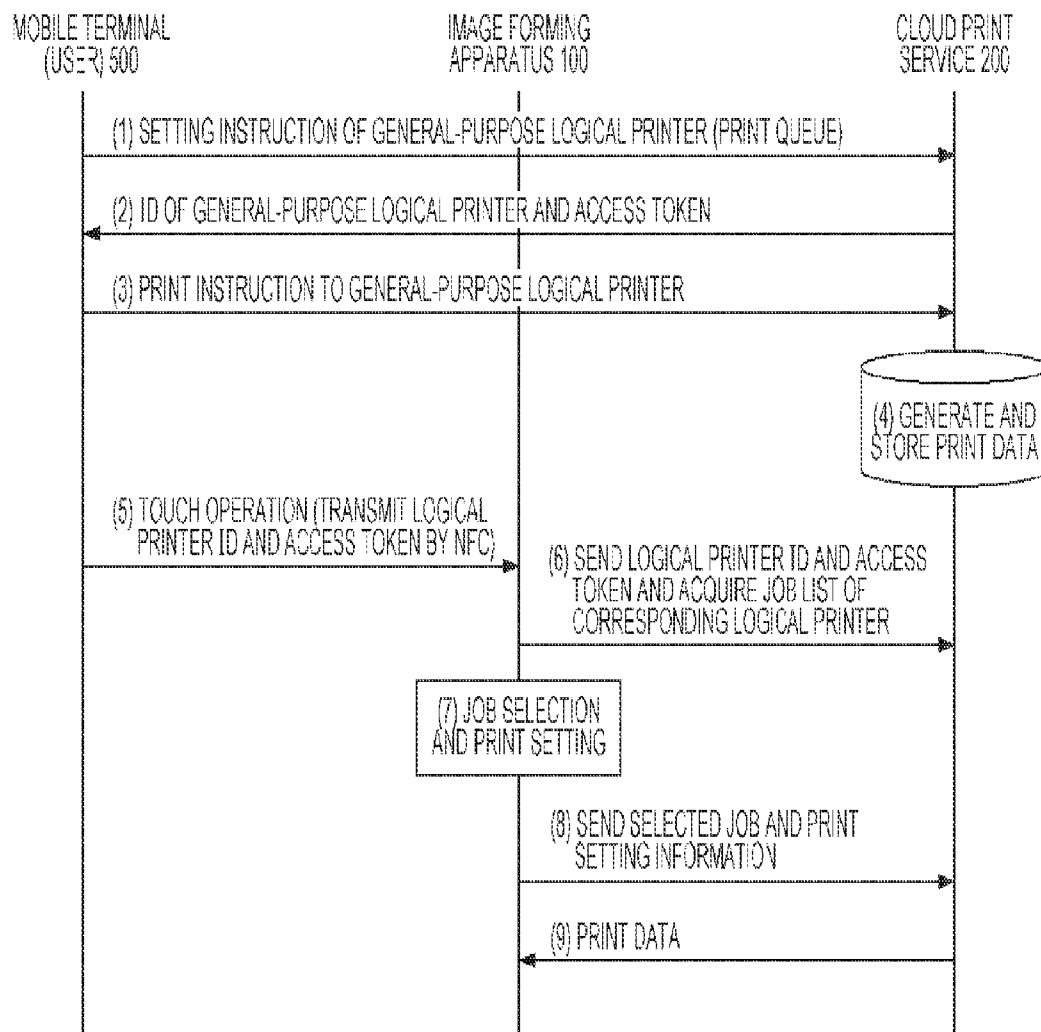 MOBILE TERMINAL
(USER) 500
IMAGE FORMING
APPARATUS 100
CLOUD PRINT
SERVICE 200
(1) SETTING INSTRUCTION OF GENERAL-PURPOSE LOGICAL PRINTER (PRINT QUEUE)
(2) ID OF GENERAL-PURPOSE LOGICAL PRINTER AND ACCESS TOKEN
(3) PRINT INSTRUCTION TO GENERAL-PURPOSE LOGICAL PRINTER
(4) GENERATE AND
STORE PRINT DATA
(5) TOUCH OPERATION (TRANSMIT LOGICAL
PRINTER ID AND ACCESS TOKEN BY NFC)
(6) SEND LOGICAL PRINTER ID AND ACCESS
TOKEN AND ACQUIRE JOB LIST OF
CORRESPONDING LOGICAL PRINTER
(7) JOB SELECTION
AND PRINT SETTING
(8) SEND SELECTED JOB AND PRINT
SETTING INFORMATION
(9) PRINT DATA